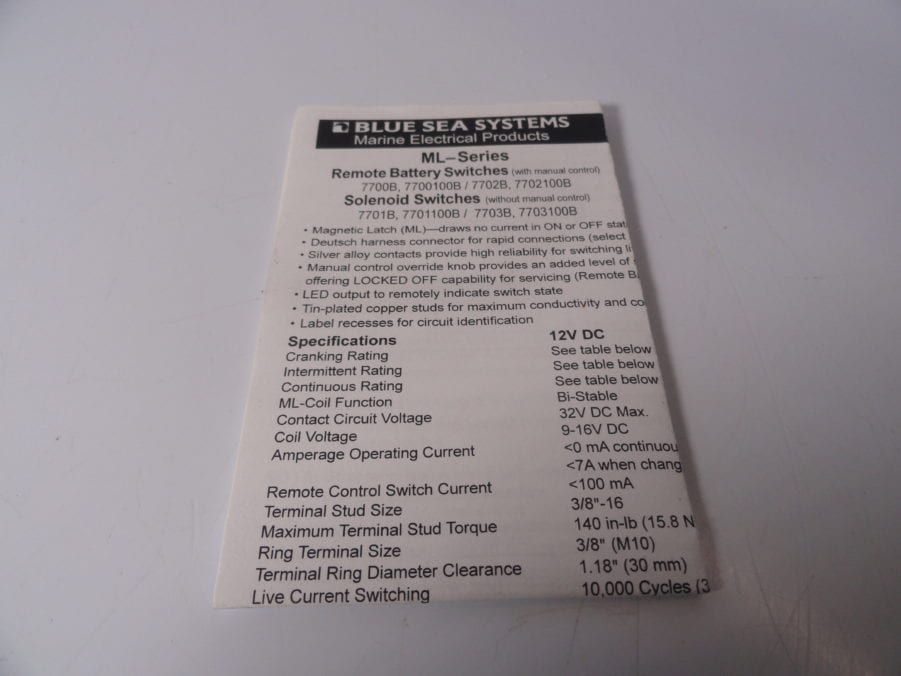 BLUE SEA SYSTEMS
Marine Electrical Products
ML–Series
Remote Battery Switches (with manual control)
7700B, 7700100B / 7702B, 7702100B
Solenoid Switches (without manual control)
7701B, 7701100B / 7703B, 7703100B
• Magnetic Latch (ML)—draws no current in ON or OFF
• Deutsch harness connector for rapid connections (select
• Silver alloy contacts provide high reliability for switching
• Manual control override knob provides an added level of
offering LOCKED OFF capability for servicing (Remote B
• LED output to remotely indicate switch state
• Tin-plated copper studs for maximum conductivity and co
• Label recesses for circuit identification
Specifications 12V DC
Cranking Rating See table below
Intermittent Rating See table below
Continuous Rating See table below
ML-Coil Function Bi-Stable
Contact Circuit Voltage 32V DC Max.
Coil Voltage 9-16V DC
Amperage Operating Current <0 mA continuou
<7A when chang
Remote Control Switch Current <100 mA
Terminal Stud Size 3/8"-16
Maximum Terminal Stud Torque 140 in-lb (15.8 N
Ring Terminal Size 3/8" (M10)
Terminal Ring Diameter Clearance 1.18" (30 mm)
Live Current Switching 10,000 Cycles (3